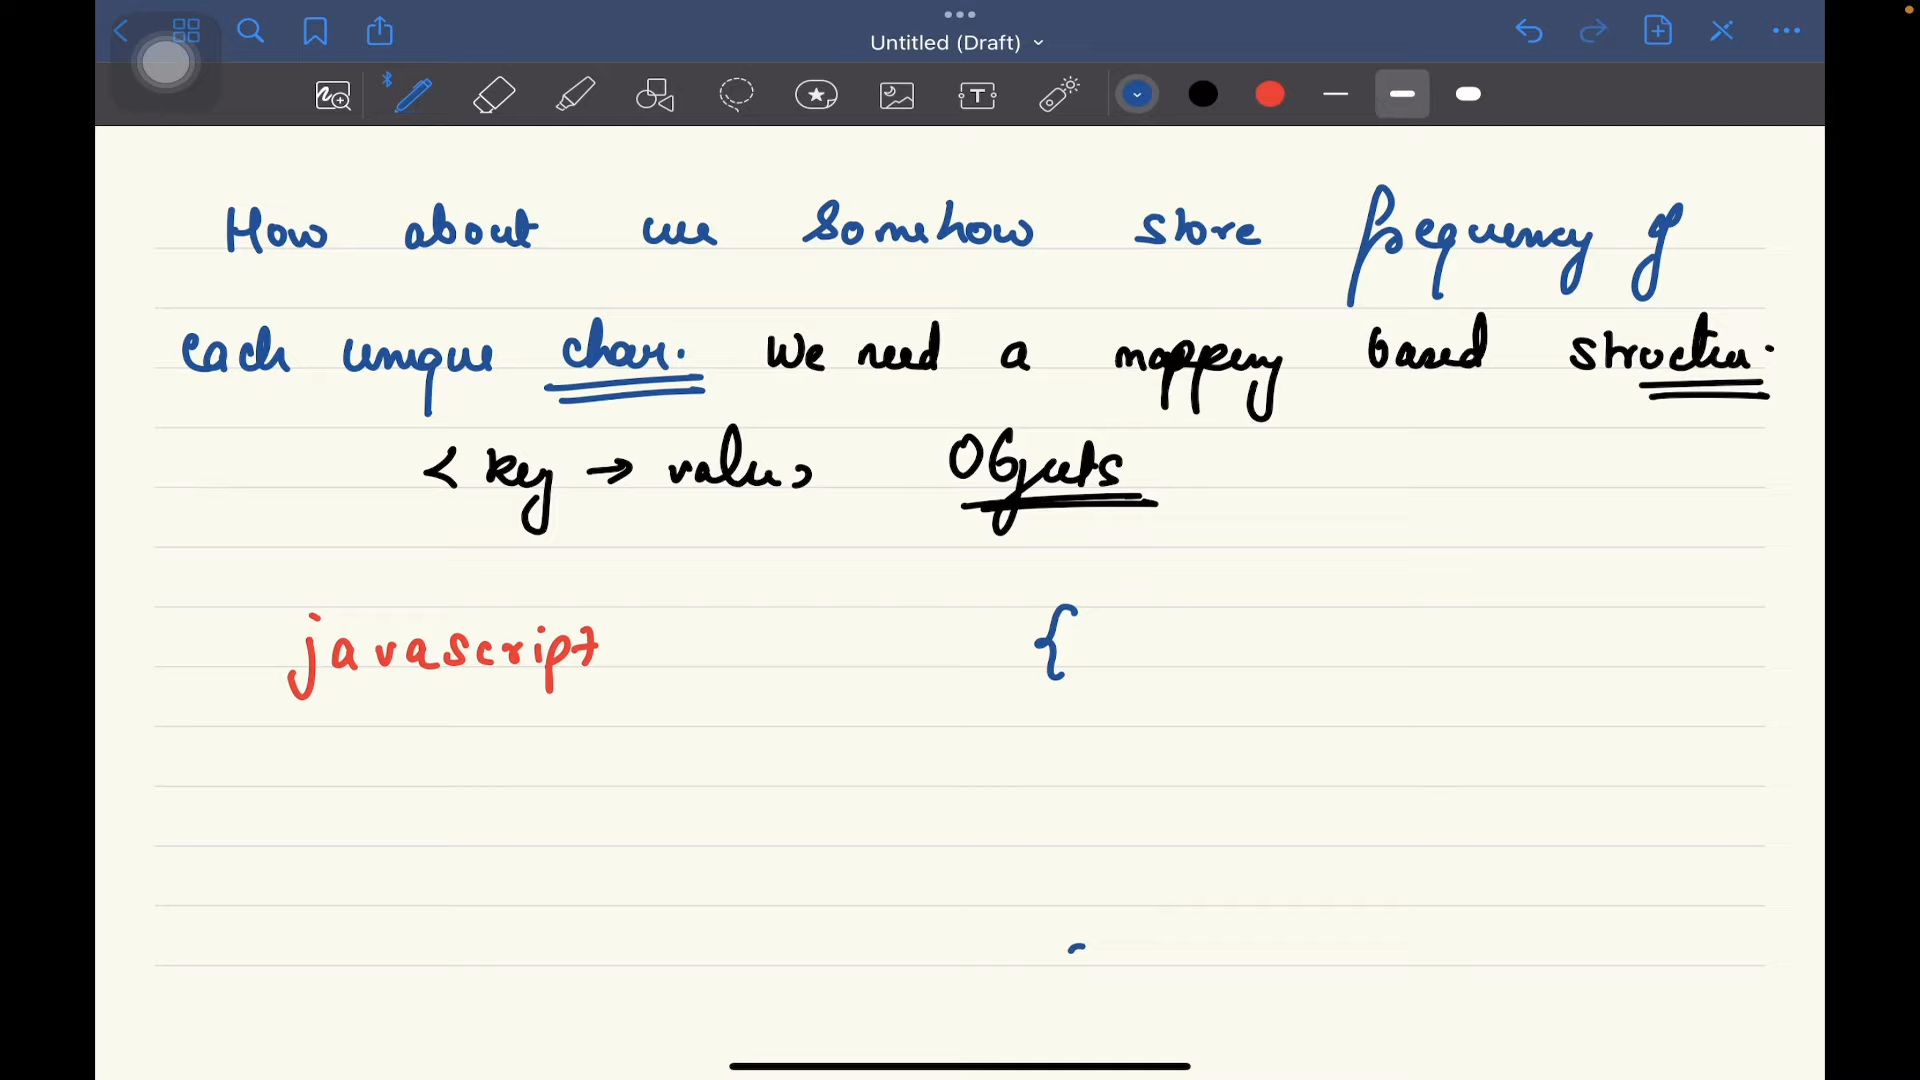 Untitled (Draft)
How about we somehow store frequency of
each unique char. We need a mapping based structure.
< key → value> Objects
javascript {